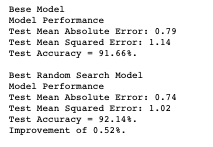 Bese Model
Model Performance
Test Mean Absolute Error: 0.79
Test Mean Squared Error: 1.14
Test Accuracy = 91.66%.

Best Random Search Model
Model Performance
Test Mean Absolute Error: 0.74
Test Mean Squared Error: 1.02
Test Accuracy = 92.14%.
Improvement of 0.52%.